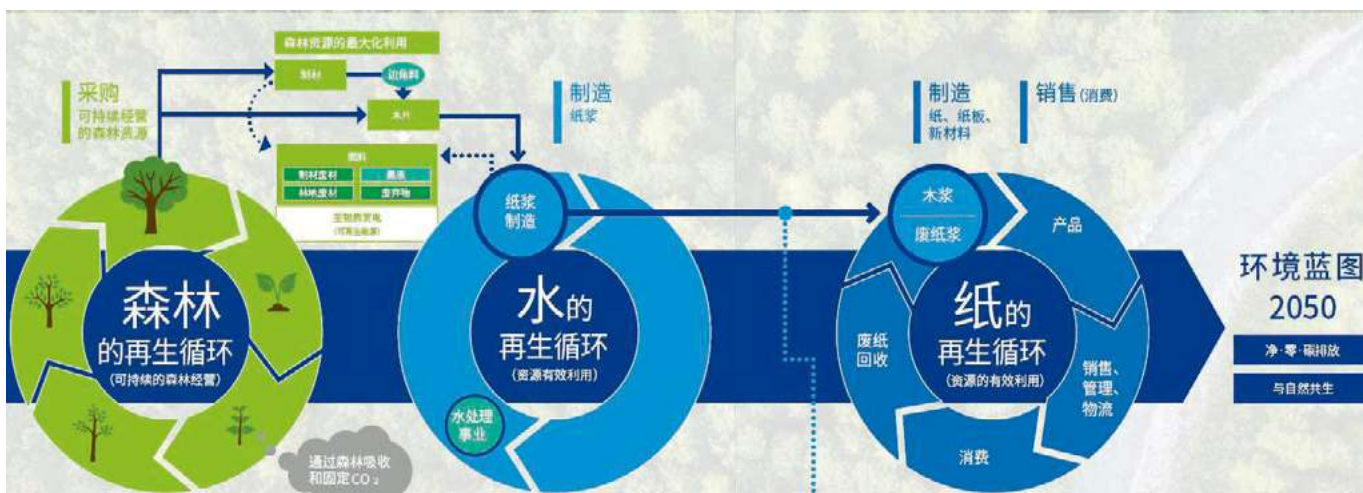 森林资源的最大化利用
采购
可持续经营
的森林资源
制材
边角料
木片
燃料
制材废材
黑液
林地废材
废弃物
生物质发电
(可再生能源)
制造
纸浆
制造
纸、纸板、
新材料
销售(消费)
森林
的再生循环
(可持续的森林经营)
通过森林吸收
和固定CO₂
纸浆
制造
水的
再生循环
(资源有效利用)
水处理
事业
木浆
废纸浆
产品
纸的
再生循环
(资源的有效利用)
废纸
回收
销售、
管理、
物流
消费
环境蓝图
2050
净·零·碳排放
与自然共生